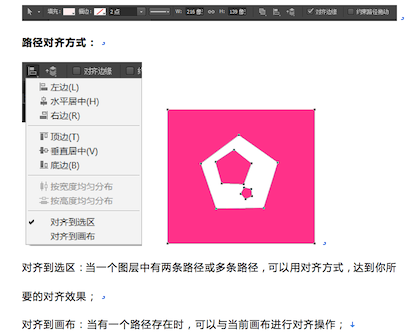 填充: 描边: 2点 W: 216像 H: 139像 对齐边缘 约束路径拖动
路径对齐方式：
对齐边缘
左边(L)
水平居中(H)
右边(R)
顶边(T)
垂直居中(V)
底边(B)
按宽度均匀分布
按高度均匀分布
对齐到选区
对齐到画布
对齐到选区：当一个图层中有两条路径或多条路径，可以用对齐方式，达到你所
要的对齐效果；
对齐到画布：当有一个路径存在时，可以与当前画布进行对齐操作；